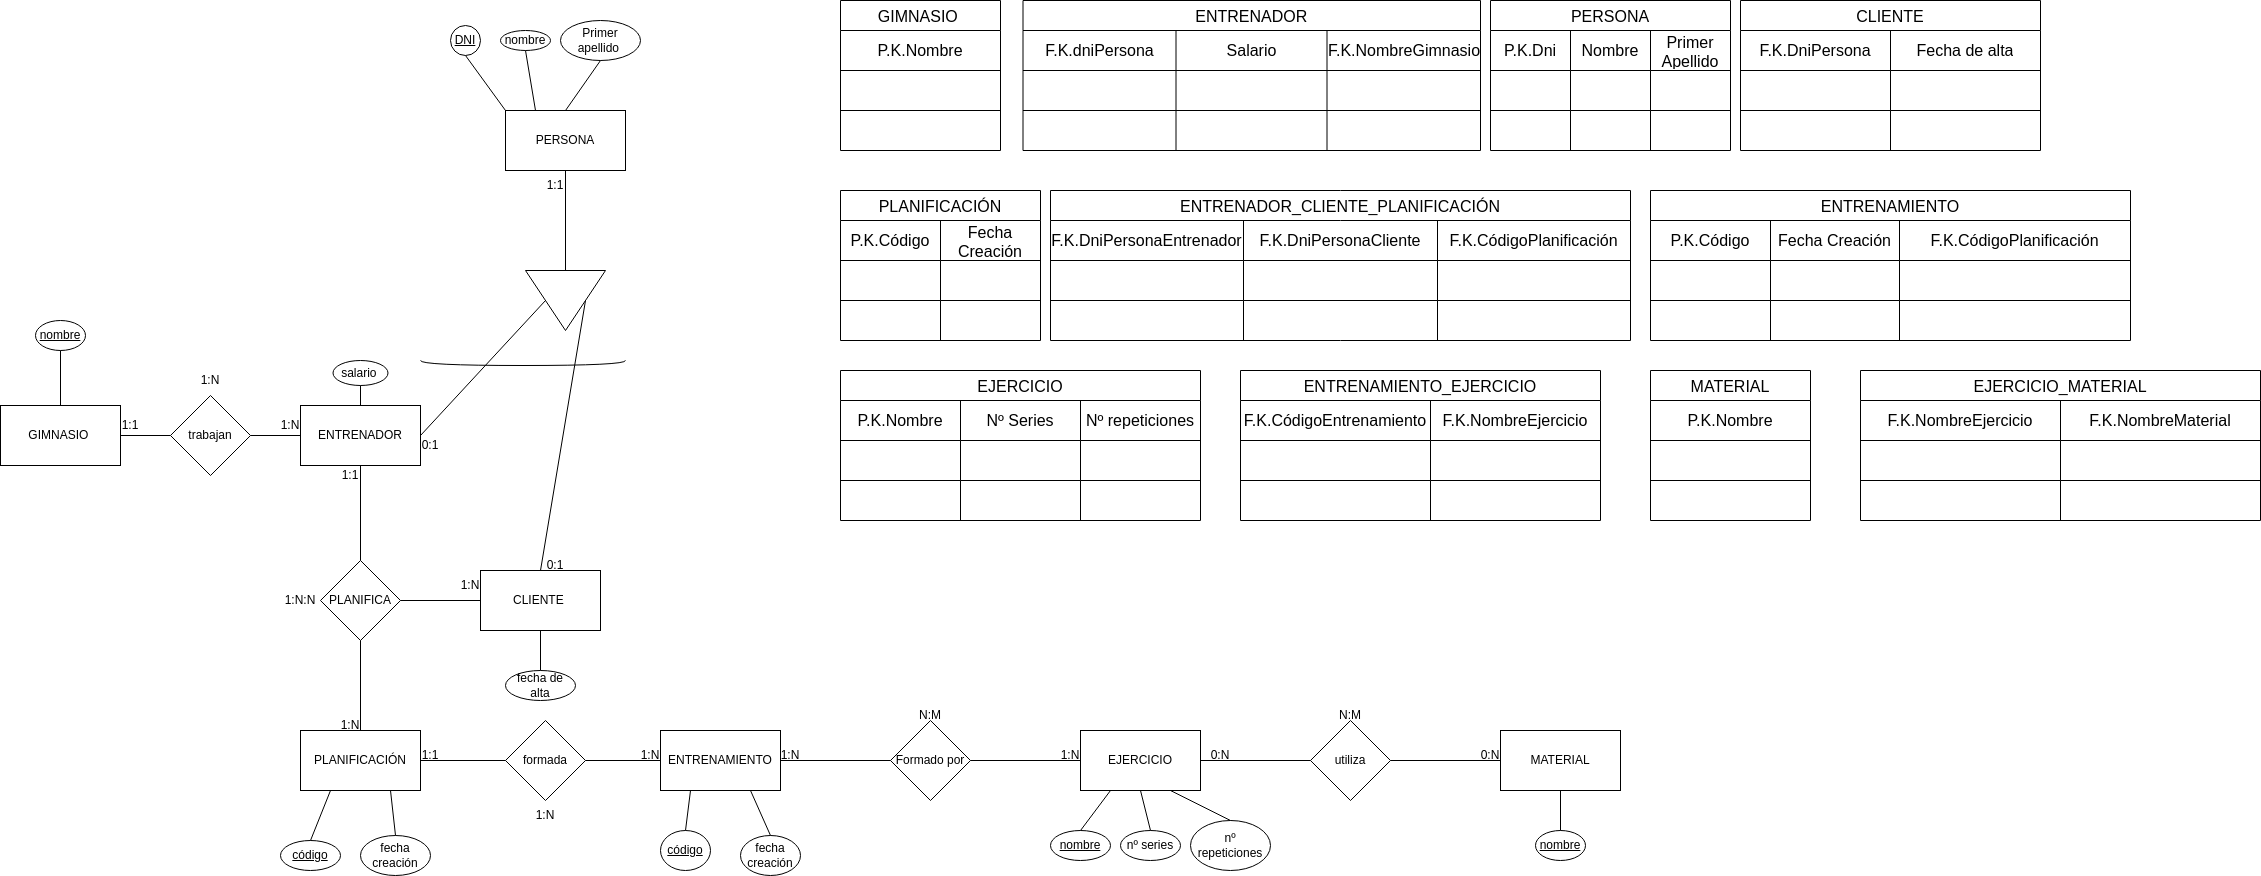 GIMNASIO
P.K.Nombre
ENTRENADOR
F.K.dniPersona
Salario
F.K.NombreGimnasio
PERSONA
P.K.Dni
Nombre
Primer
Apellido
CLIENTE
F.K.DniPersona
Fecha de alta
PLANIFICACIÓN
P.K.Código
Fecha
Creación
ENTRENADOR_CLIENTE_PLANIFICACIÓN
F.K.DniPersonaEntrenador
F.K.DniPersonaCliente
F.K.CódigoPlanificación
ENTRENAMIENTO
P.K.Código
Fecha Creación
F.K.CódigoPlanificación
EJERCICIO
P.K.Nombre
Nº Series
Nº repeticiones
ENTRENAMIENTO_EJERCICIO
F.K.CódigoEntrenamiento
F.K.NombreEjercicio
MATERIAL
P.K.Nombre
EJERCICIO_MATERIAL
F.K.NombreEjercicio
F.K.NombreMaterial
DNI
nombre
Primer
apellido
PERSONA
1:1
nombre
1:N
salario
GIMNASIO
1:1
trabajan
1:N
ENTRENADOR
0:1
1:1
0:1
1:N:N
PLANIFICA
1:N
CLIENTE
fecha de
alta
1:N
PLANIFICACIÓN
1:1
formada
1:N
1:N
ENTRENAMIENTO
1:N
N:M
Formado por
1:N
EJERCICIO
0:N
N:M
utiliza
0:N
MATERIAL
código
fecha
creación
código
fecha
creación
nombre
nº series
nº
repeticiones
nombre